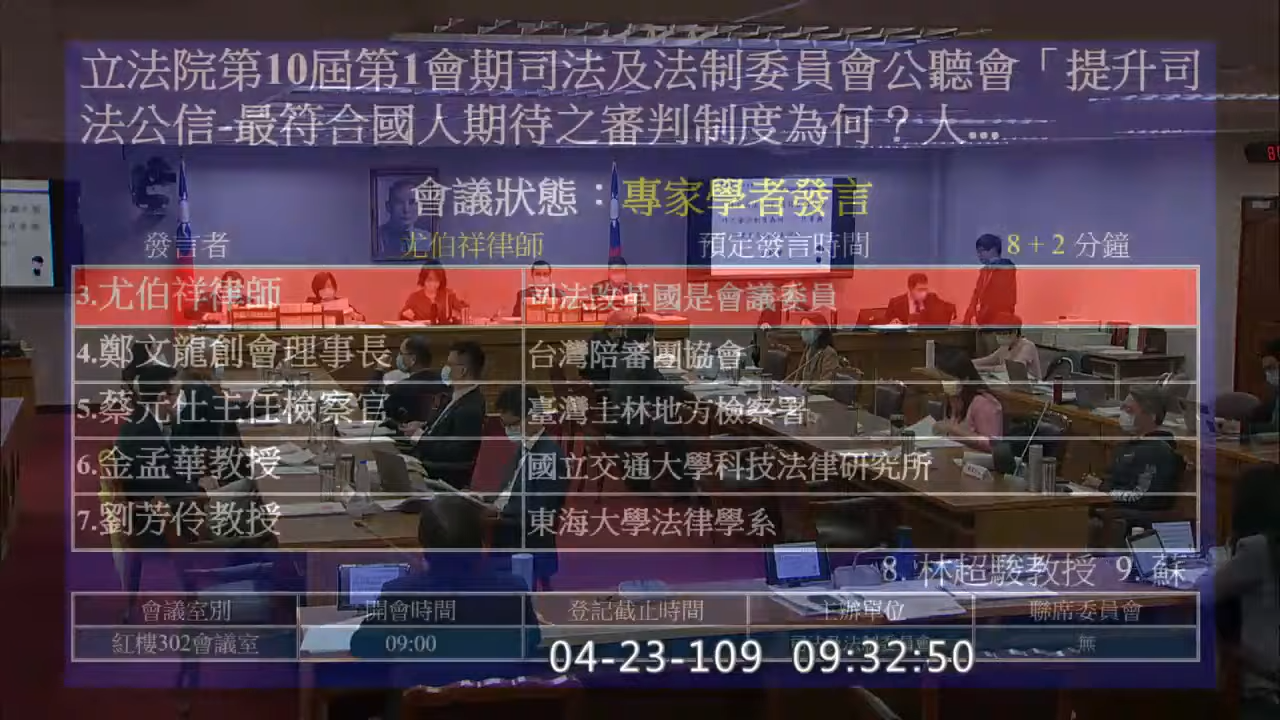 立法院第10屆第1會期司法及法制委員會公聽會「提升司
法公信-最符合國人期待之審判制度為何？人...
會議狀態：專家學者發言
發言者 尤伯祥律師 預定發言時間 8 + 2 分鐘
3.尤伯祥律師 司法改革國是會議委員
4.鄭文龍創會理事長 台灣陪審團協會
5.蔡元仕主任檢察官 臺灣士林地方檢察署
6.金孟華教授 國立交通大學科技法律研究所
7.劉芳伶教授 東海大學法律學系
8 林超駿教授 9 蘇
會議室別 開會時間 登記截止時間 主辦單位 聯席委員會
紅樓302會議室 09:00 司法及法制委員會 無
04-23-109 09:32:50